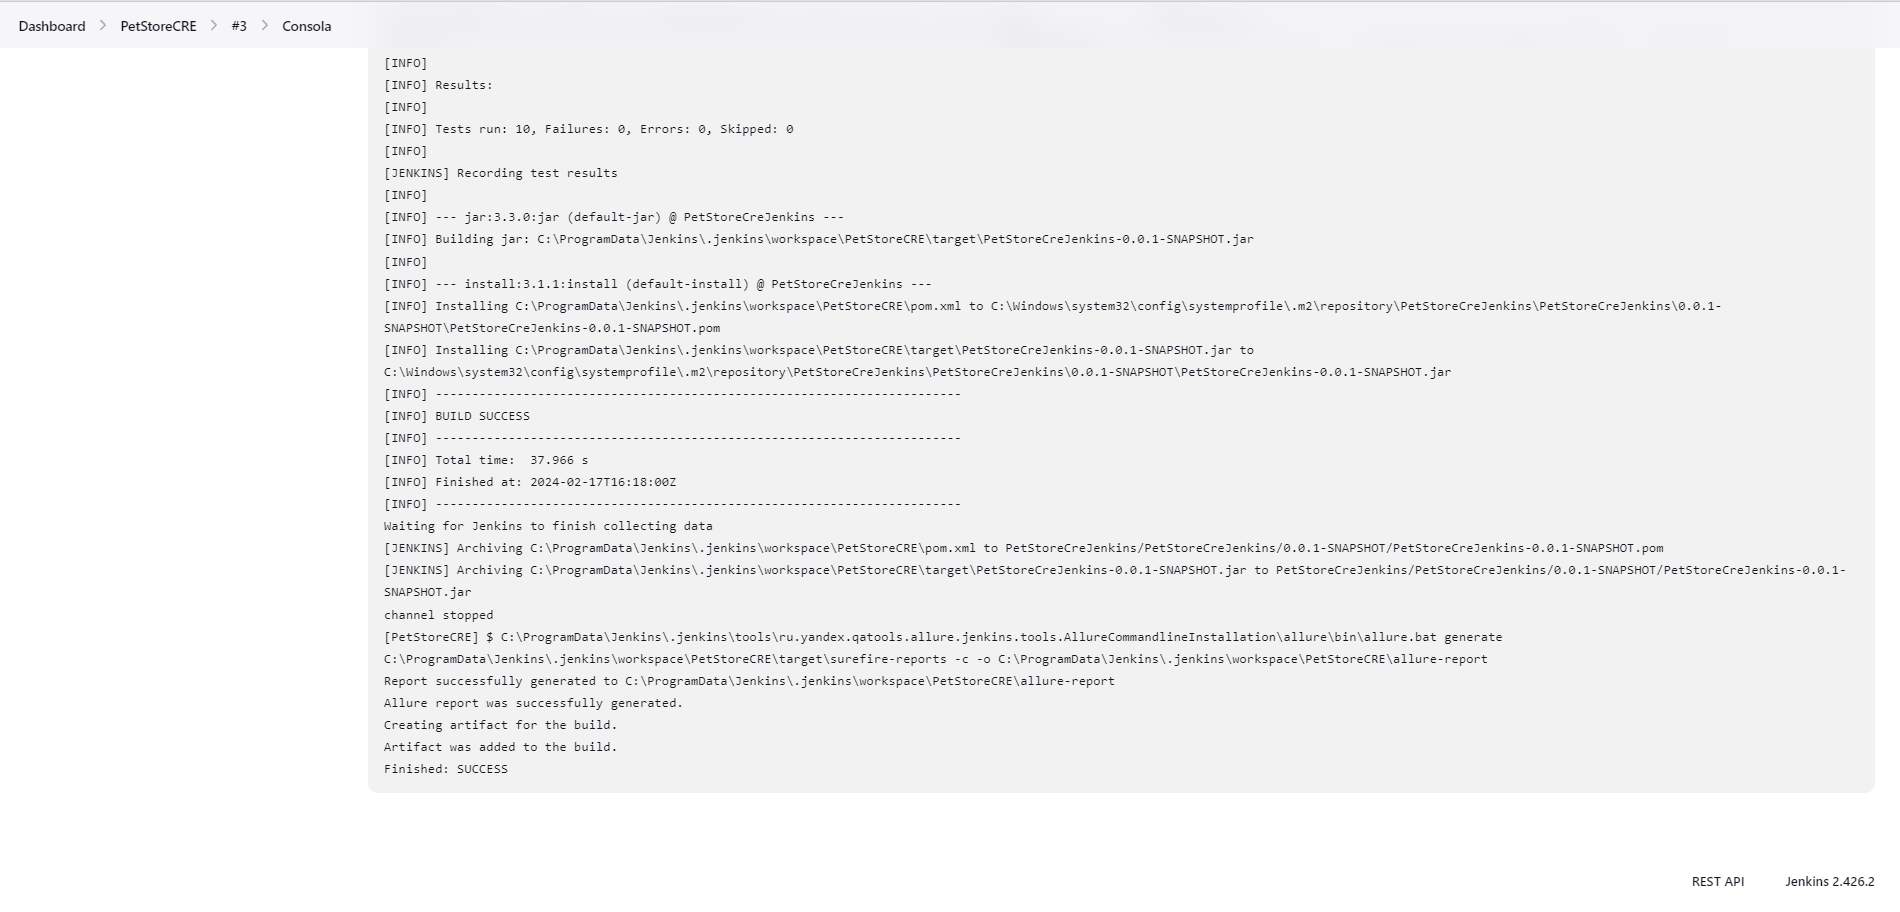 Dashboard > PetStoreCRE > #3 > Consola
[INFO]
[INFO] Results:
[INFO]
[INFO] Tests run: 10, Failures: 0, Errors: 0, Skipped: 0
[INFO]
[JENKINS] Recording test results
[INFO]
[INFO] --- jar:3.3.0:jar (default-jar) @ PetStoreCreJenkins ---
[INFO] Building jar: C:\ProgramData\Jenkins\.jenkins\workspace\PetStoreCRE\target\PetStoreCreJenkins-0.0.1-SNAPSHOT.jar
[INFO]
[INFO] --- install:3.1.1:install (default-install) @ PetStoreCreJenkins ---
[INFO] Installing C:\ProgramData\Jenkins\.jenkins\workspace\PetStoreCRE\pom.xml to C:\Windows\system32\config\systemprofile\.m2\repository\PetStoreCreJenkins\PetStoreCreJenkins\0.0.1-
SNAPSHOT\PetStoreCreJenkins-0.0.1-SNAPSHOT.pom
[INFO] Installing C:\ProgramData\Jenkins\.jenkins\workspace\PetStoreCRE\target\PetStoreCreJenkins-0.0.1-SNAPSHOT.jar to
C:\Windows\system32\config\systemprofile\.m2\repository\PetStoreCreJenkins\PetStoreCreJenkins\0.0.1-SNAPSHOT\PetStoreCreJenkins-0.0.1-SNAPSHOT.jar
[INFO] ------------------------------------------------------------------------
[INFO] BUILD SUCCESS
[INFO] ------------------------------------------------------------------------
[INFO] Total time:  37.966 s
[INFO] Finished at: 2024-02-17T16:18:00Z
[INFO] ------------------------------------------------------------------------
Waiting for Jenkins to finish collecting data
[JENKINS] Archiving C:\ProgramData\Jenkins\.jenkins\workspace\PetStoreCRE\pom.xml to PetStoreCreJenkins/PetStoreCreJenkins/0.0.1-SNAPSHOT/PetStoreCreJenkins-0.0.1-SNAPSHOT.pom
[JENKINS] Archiving C:\ProgramData\Jenkins\.jenkins\workspace\PetStoreCRE\target\PetStoreCreJenkins-0.0.1-SNAPSHOT.jar to PetStoreCreJenkins/PetStoreCreJenkins/0.0.1-SNAPSHOT/PetStoreCreJenkins-0.0.1-
SNAPSHOT.jar
channel stopped
[PetStoreCRE] $ C:\ProgramData\Jenkins\.jenkins\tools\ru.yandex.qatools.allure.jenkins.tools.AllureCommandlineInstallation\allure\bin\allure.bat generate
C:\ProgramData\Jenkins\.jenkins\workspace\PetStoreCRE\target\surefire-reports -c -o C:\ProgramData\Jenkins\.jenkins\workspace\PetStoreCRE\allure-report
Report successfully generated to C:\ProgramData\Jenkins\.jenkins\workspace\PetStoreCRE\allure-report
Allure report was successfully generated.
Creating artifact for the build.
Artifact was added to the build.
Finished: SUCCESS
REST API Jenkins 2.426.2